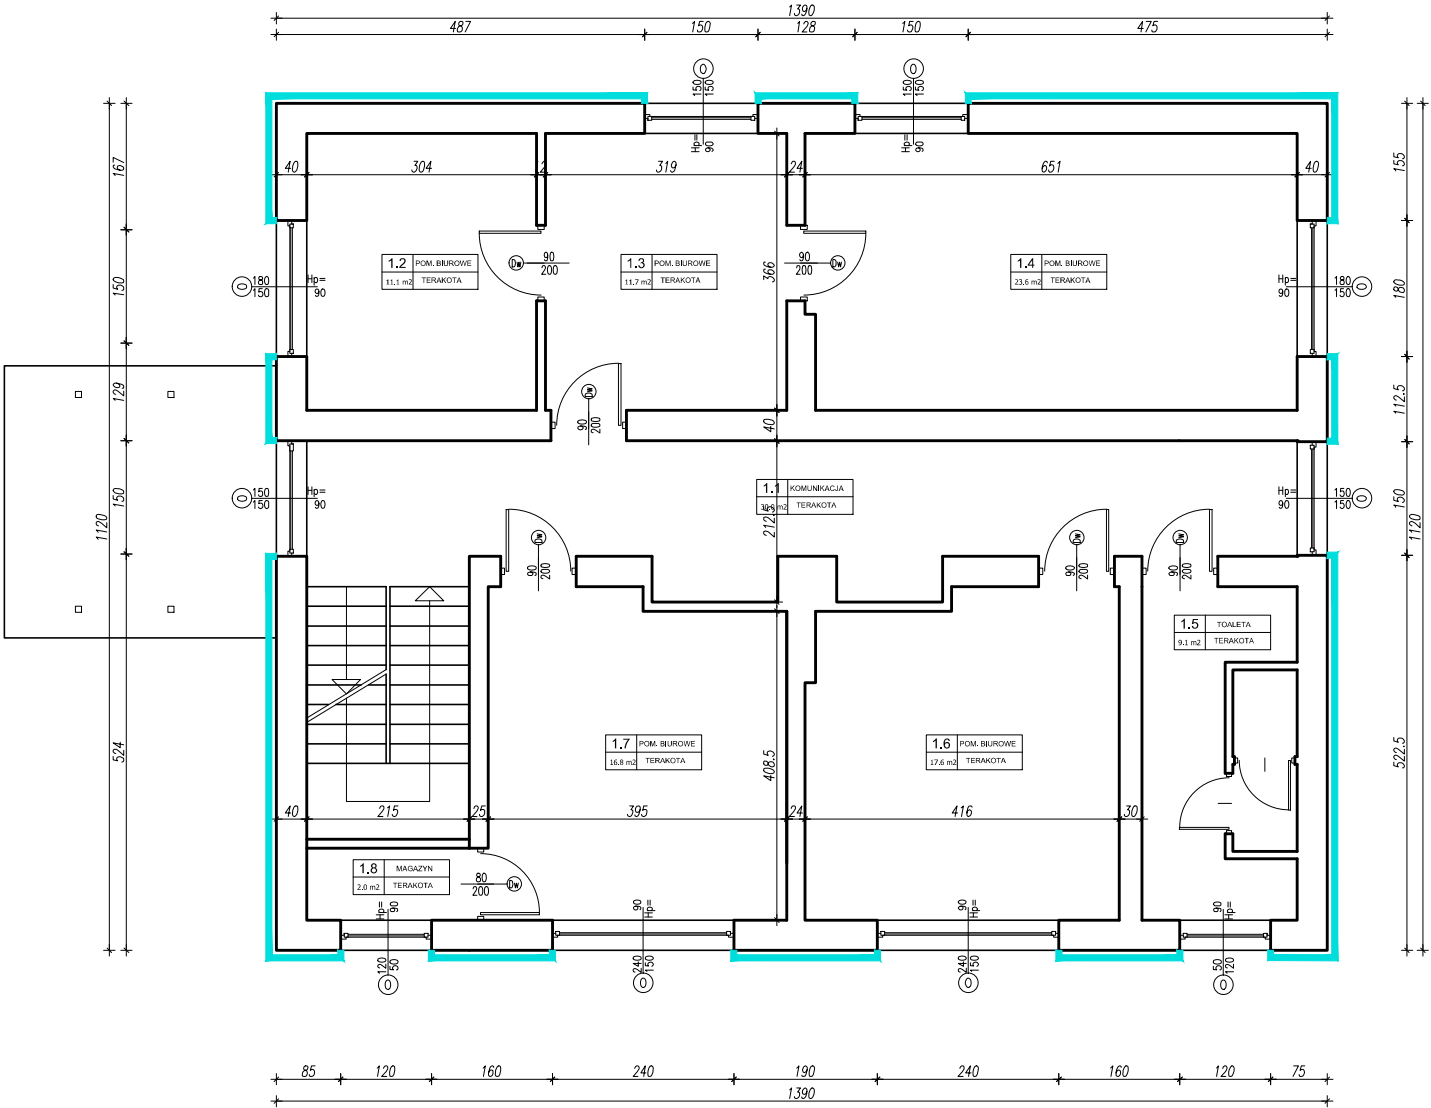 1390
487 150 128 150 475
O O
150 150
150 150
Hp= 90
Hp= 90
40 304 12 319 24 651 40
167
150
129
150
524
1120
155
180
112.5
150
522.5
1120
1.2 POM. BIUROWE
11.1 m2 TERAKOTA
Dw 90
200
1.3 POM. BIUROWE
11.7 m2 TERAKOTA
366
90 Dw
200
1.4 POM. BIUROWE
23.6 m2 TERAKOTA
O 180 Hp=
150 90
Hp= 180 O
90 150
Dw
90
200
40
O 150 Hp=
150 90
1.1 KOMUNIKACJA
TERAKOTA
Hp= 150 O
90 150
Dw
90
200
Dw
90
200
Dw
90
200
1.5 TOALETA
9.1 m2 TERAKOTA
1.7 POM. BIUROWE
16.8 m2 TERAKOTA
408.5
1.6 POM. BIUROWE
17.6 m2 TERAKOTA
40 215 25 395 24 416 30
1.8 MAGAZYN
2.0 m2 TERAKOTA
80 Dw
200
Hp= 90
90 Hp=
90 Hp=
90 Hp=
120 50
240 150
240 150
50 120
O O O O
85 120 160 240 190 240 160 120 75
1390